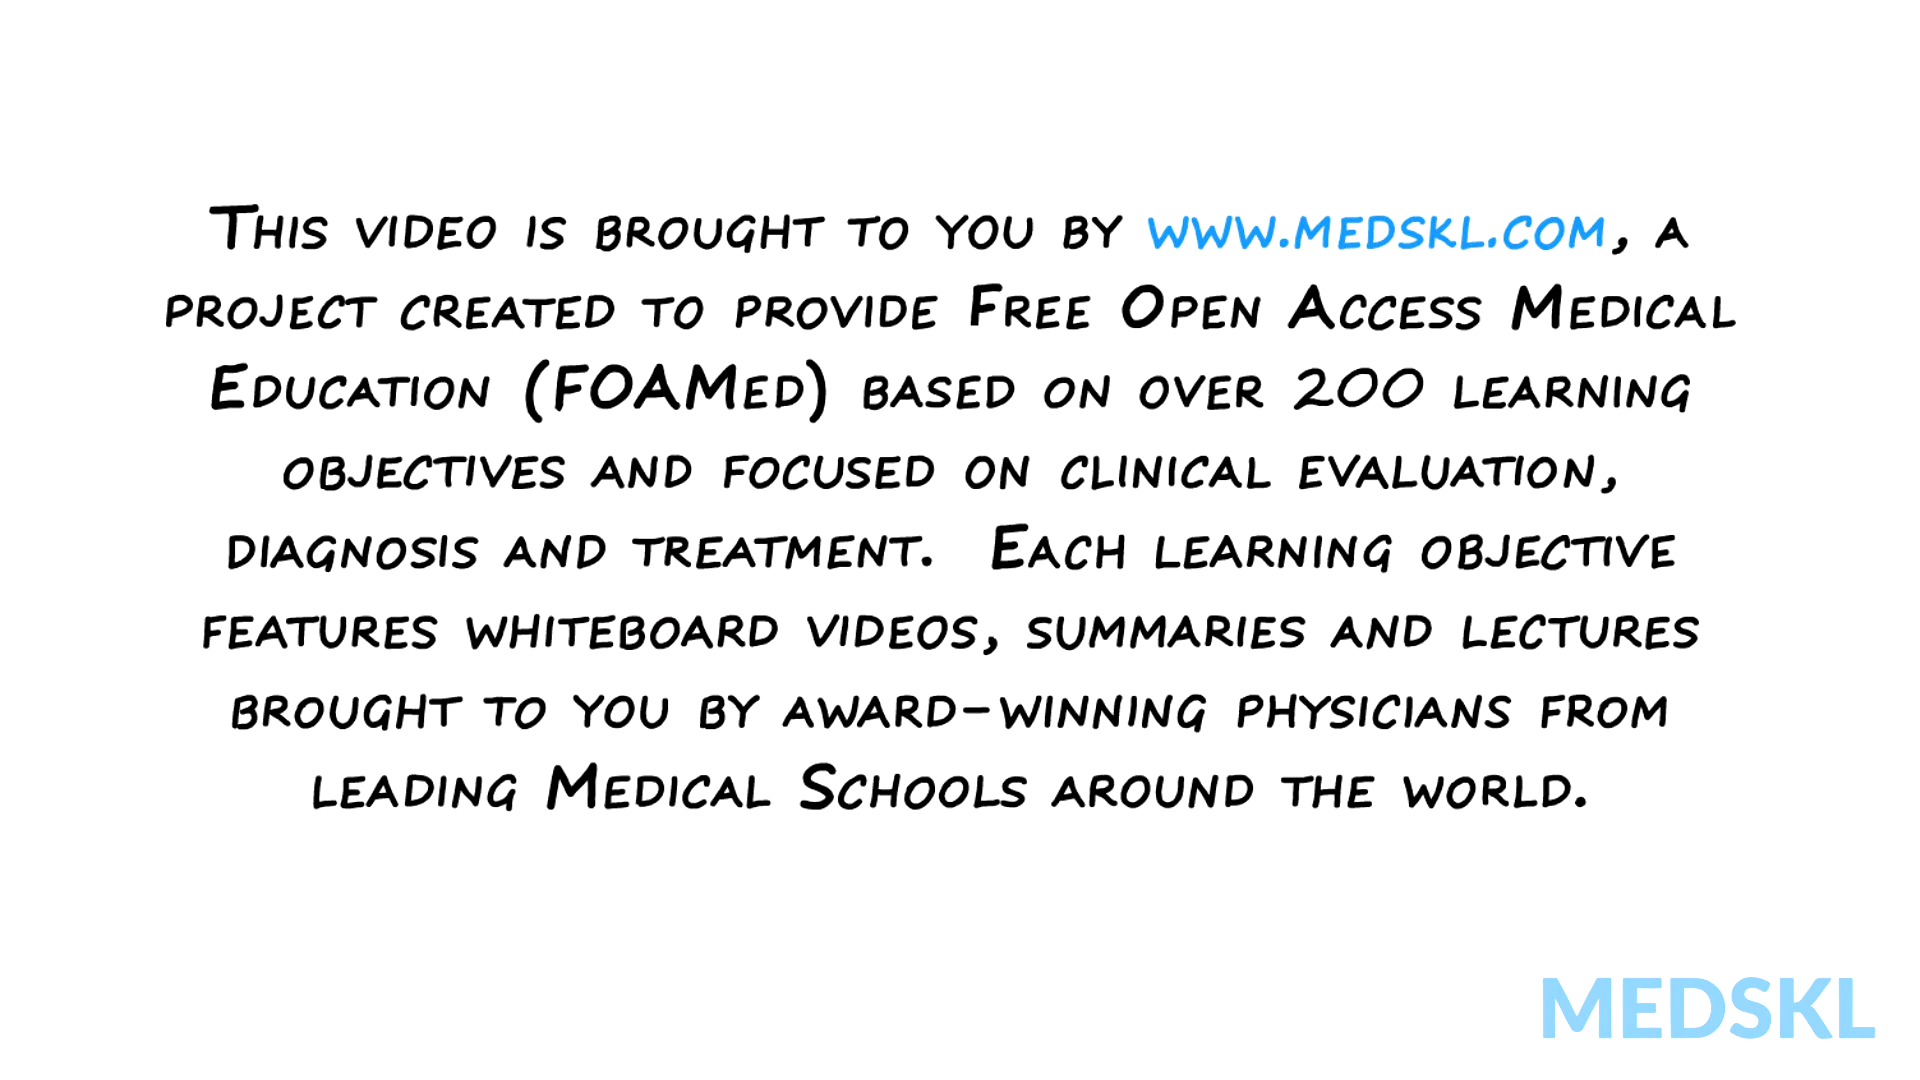 This video is brought to you by www.medskl.com, a
project created to provide Free Open Access Medical
Education (FOAMed) based on over 200 learning
objectives and focused on clinical evaluation,
diagnosis and treatment.  Each learning objective
features whiteboard videos, summaries and lectures
brought to you by award-winning physicians from
leading Medical Schools around the world.
MEDSKL